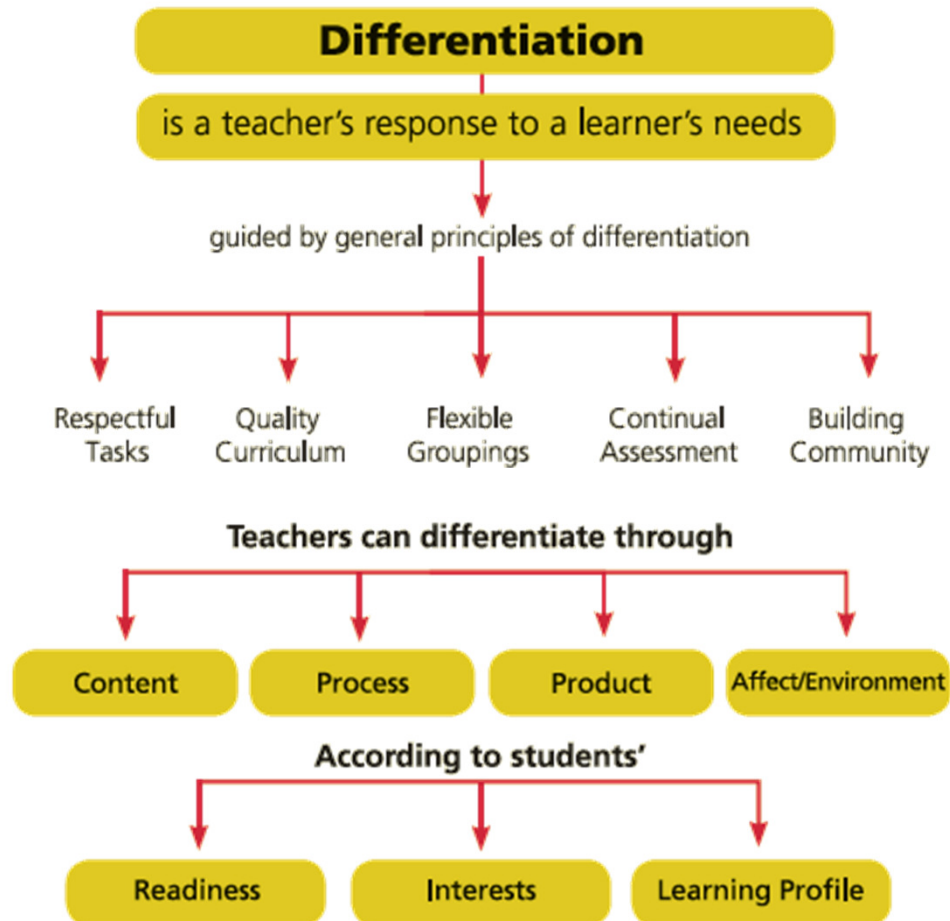 Differentiation
is a teacher’s response to a learner’s needs
guided by general principles of differentiation
Respectful Tasks
Quality Curriculum
Flexible Groupings
Continual Assessment
Building Community
Teachers can differentiate through
Content
Process
Product
Affect/Environment
According to students’
Readiness
Interests
Learning Profile